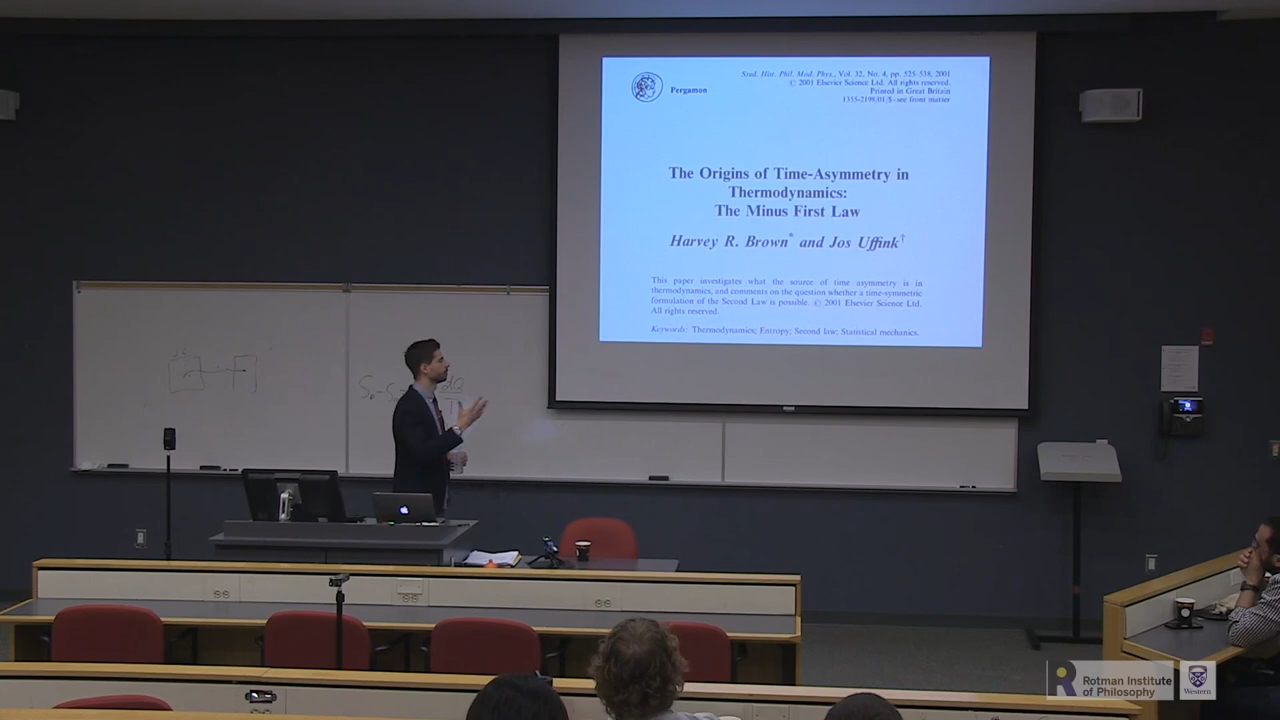 Pergamon
Stud. Hist. Phil. Mod. Phys., Vol. 32, No. 4, pp. 525–538, 2001
© 2001 Elsevier Science Ltd. All rights reserved.
Printed in Great Britain
1355-2198/01/$ - see front matter
The Origins of Time-Asymmetry in
Thermodynamics:
The Minus First Law
Harvey R. Brown* and Jos Uffink†
This paper investigates what the source of time asymmetry is in
thermodynamics, and comments on the question whether a time-symmetric
formulation of the Second Law is possible. © 2001 Elsevier Science Ltd.
All rights reserved.
Keywords: Thermodynamics; Entropy; Second law; Statistical mechanics.
Rotman Institute
of Philosophy
Western